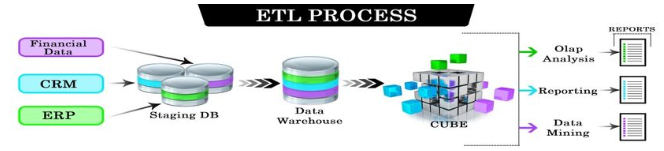 ETL PROCESS
REPORTS
Financial
Data
CRM
ERP
Staging DB
Data
Warehouse
CUBE
Olap
Analysis
Reporting
Data
Mining